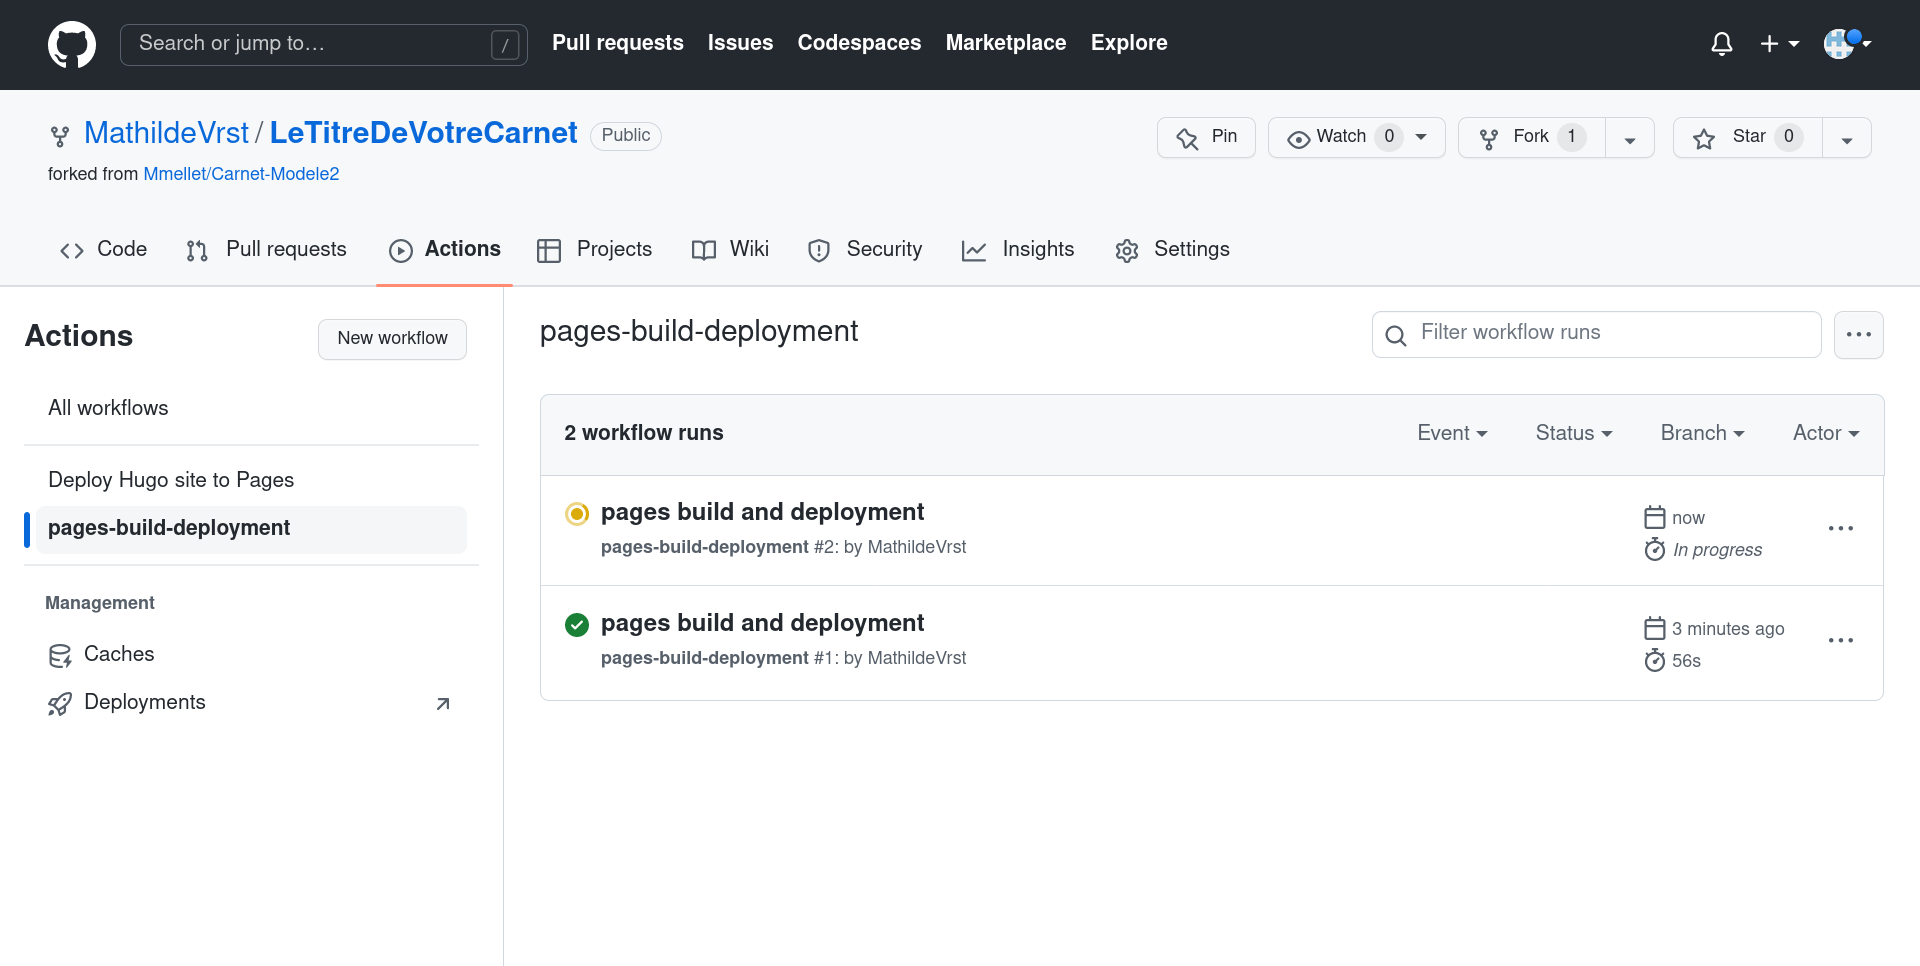 Search or jump to…
/
Pull requests Issues Codespaces Marketplace Explore
MathildeVrst / LeTitreDeVotreCarnet Public
forked from Mmellet/Carnet-Modele2
Pin
Watch 0
Fork 1
Star 0
Code Pull requests Actions Projects Wiki Security Insights Settings
Actions
New workflow
All workflows
Deploy Hugo site to Pages
pages-build-deployment
Management
Caches
Deployments
pages-build-deployment
Filter workflow runs
2 workflow runs
Event Status Branch Actor
pages build and deployment
pages-build-deployment #2: by MathildeVrst
now
In progress
pages build and deployment
pages-build-deployment #1: by MathildeVrst
3 minutes ago
56s